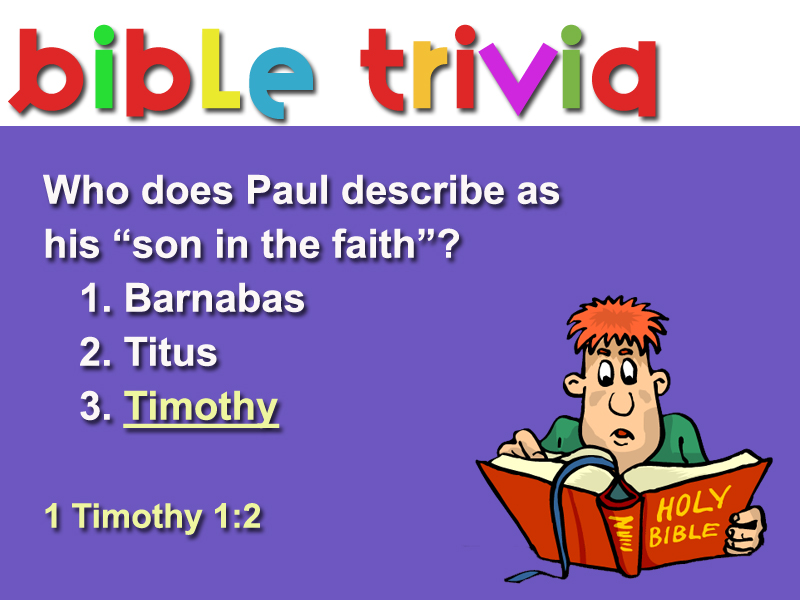 bible trivia
Who does Paul describe as
his “son in the faith”?
1. Barnabas
2. Titus
3. Timothy
1 Timothy 1:2
HOLY
BIBLE